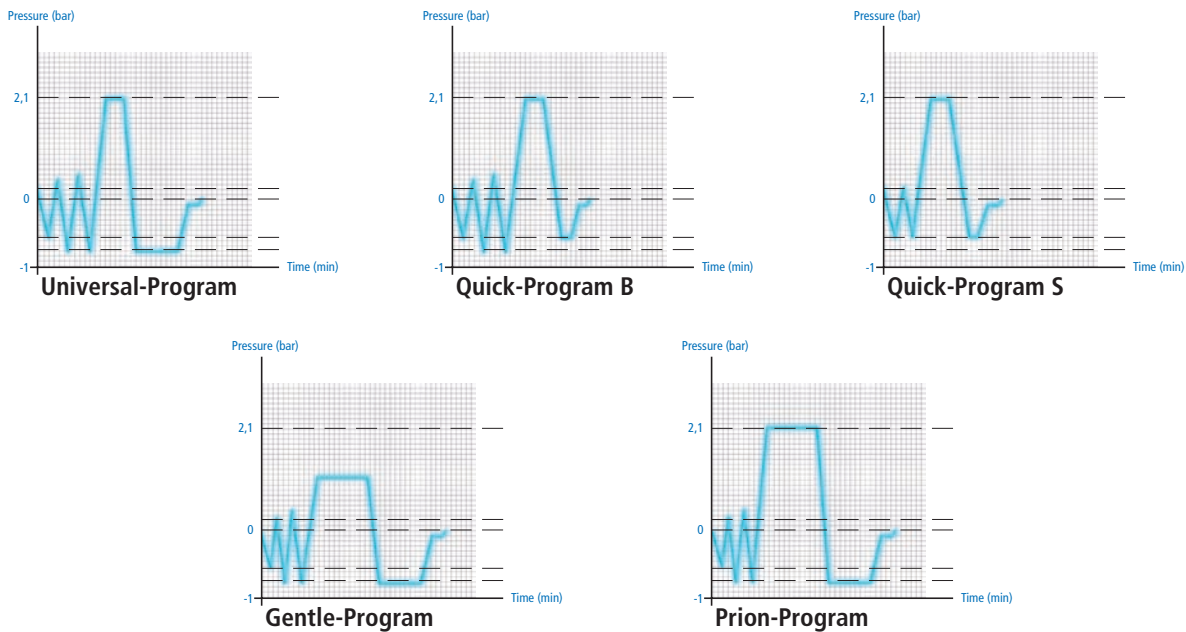 Pressure (bar)
2,1
0
-1
Time (min)
Universal-Program
Pressure (bar)
2,1
0
-1
Time (min)
Quick-Program B
Pressure (bar)
2,1
0
-1
Time (min)
Quick-Program S
Pressure (bar)
2,1
0
-1
Time (min)
Gentle-Program
Pressure (bar)
2,1
0
-1
Time (min)
Prion-Program